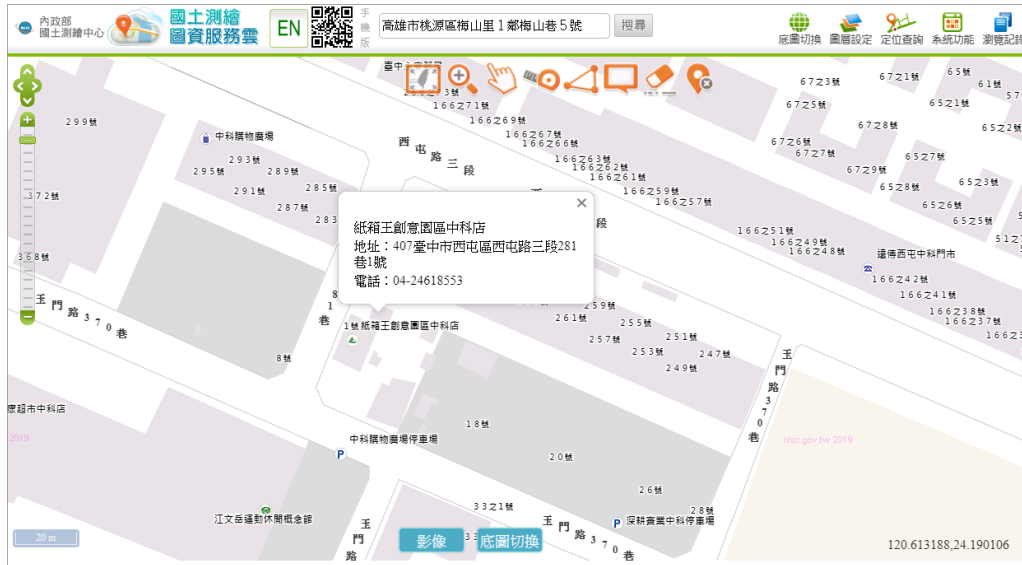 內政部
國土測繪中心
國土測繪
圖資服務雲
EN
手機版
高雄市桃源區梅山里1鄰梅山巷5號
搜尋
底圖切換
圖層設定
定位查詢
系統功能
瀏覽記錄
67之3號
67之1號
65號
61號
166之71號
67之5號
65之1號
299號
166之69號
67之8號
65之2號
中科購物廣場
166之67號
166之66號
67之6號
67之7號
西屯路三段
293號
295號
289號
166之63號
166之62號
166之61號
65之7號
67之9號
291號
285號
166之59號
65之8號
65之3號
372號
287號
166之57號
65之6號
283
段
65之5號
紙箱王創意園區中科店
地址：407臺中市西屯區西屯路三段281
巷1號
電話：04-24618553
166之51號
166之49號
166之48號
368號
遠傳西屯中科門市
166之42號
166之41號
玉門路370巷
81巷
259號
261號
255號
166之38號
166之37號
1號
紙箱王創意園區中科店
257號
251號
253號
247號
249號
8號
玉門路370巷
康超市中科店
2019
18號
中科購物廣場停車場
P
nlsc.gov.tw 2019
20號
26號
33之1號
28號
江文岳運動休閒概念館
玉門路
玉門路370巷
P
深耕實業中科停車場
20 m
影像
底圖切換
120.613188,24.190106